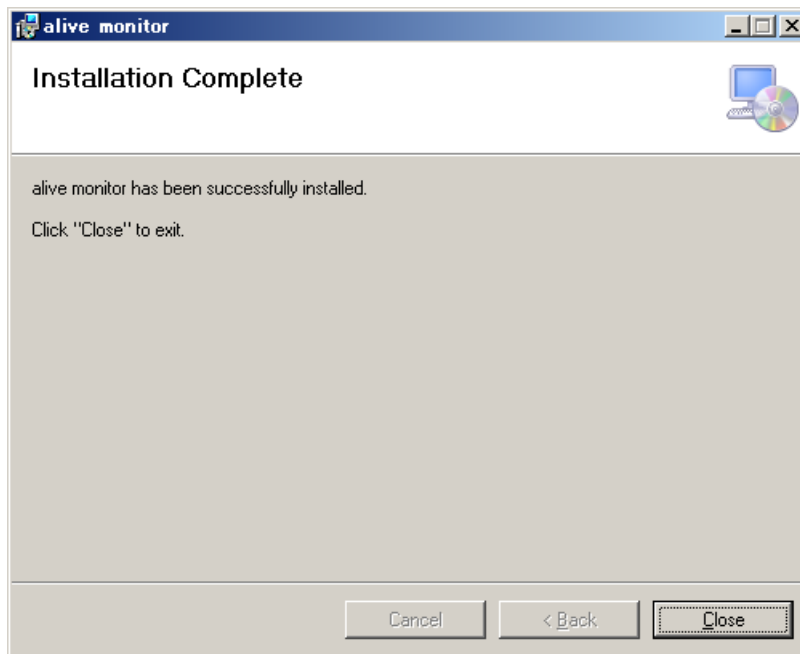 alive monitor
Installation Complete
alive monitor has been successfully installed.
Click "Close" to exit.
Cancel
< Back
Close